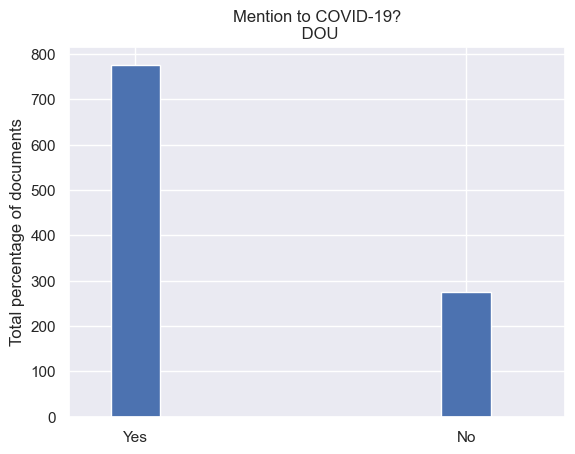 Mention to COVID-19?
DOU
Total percentage of documents
800
700
600
500
400
300
200
100
0
Yes
No